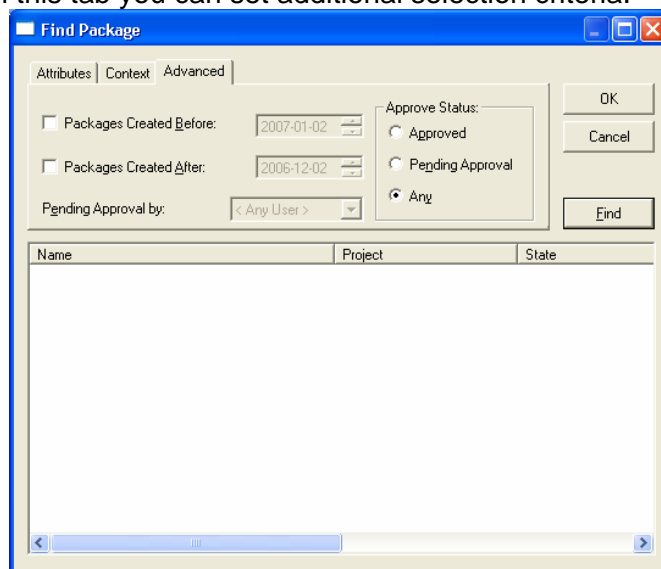 this tab you can set additional selection criteria.
Find Package
Attributes Context Advanced
Packages Created Before: 2007-01-02
Packages Created After: 2006-12-02
Pending Approval by: < Any User >
Approve Status:
Approved
Pending Approval
Any
OK
Cancel
Find
Name Project State